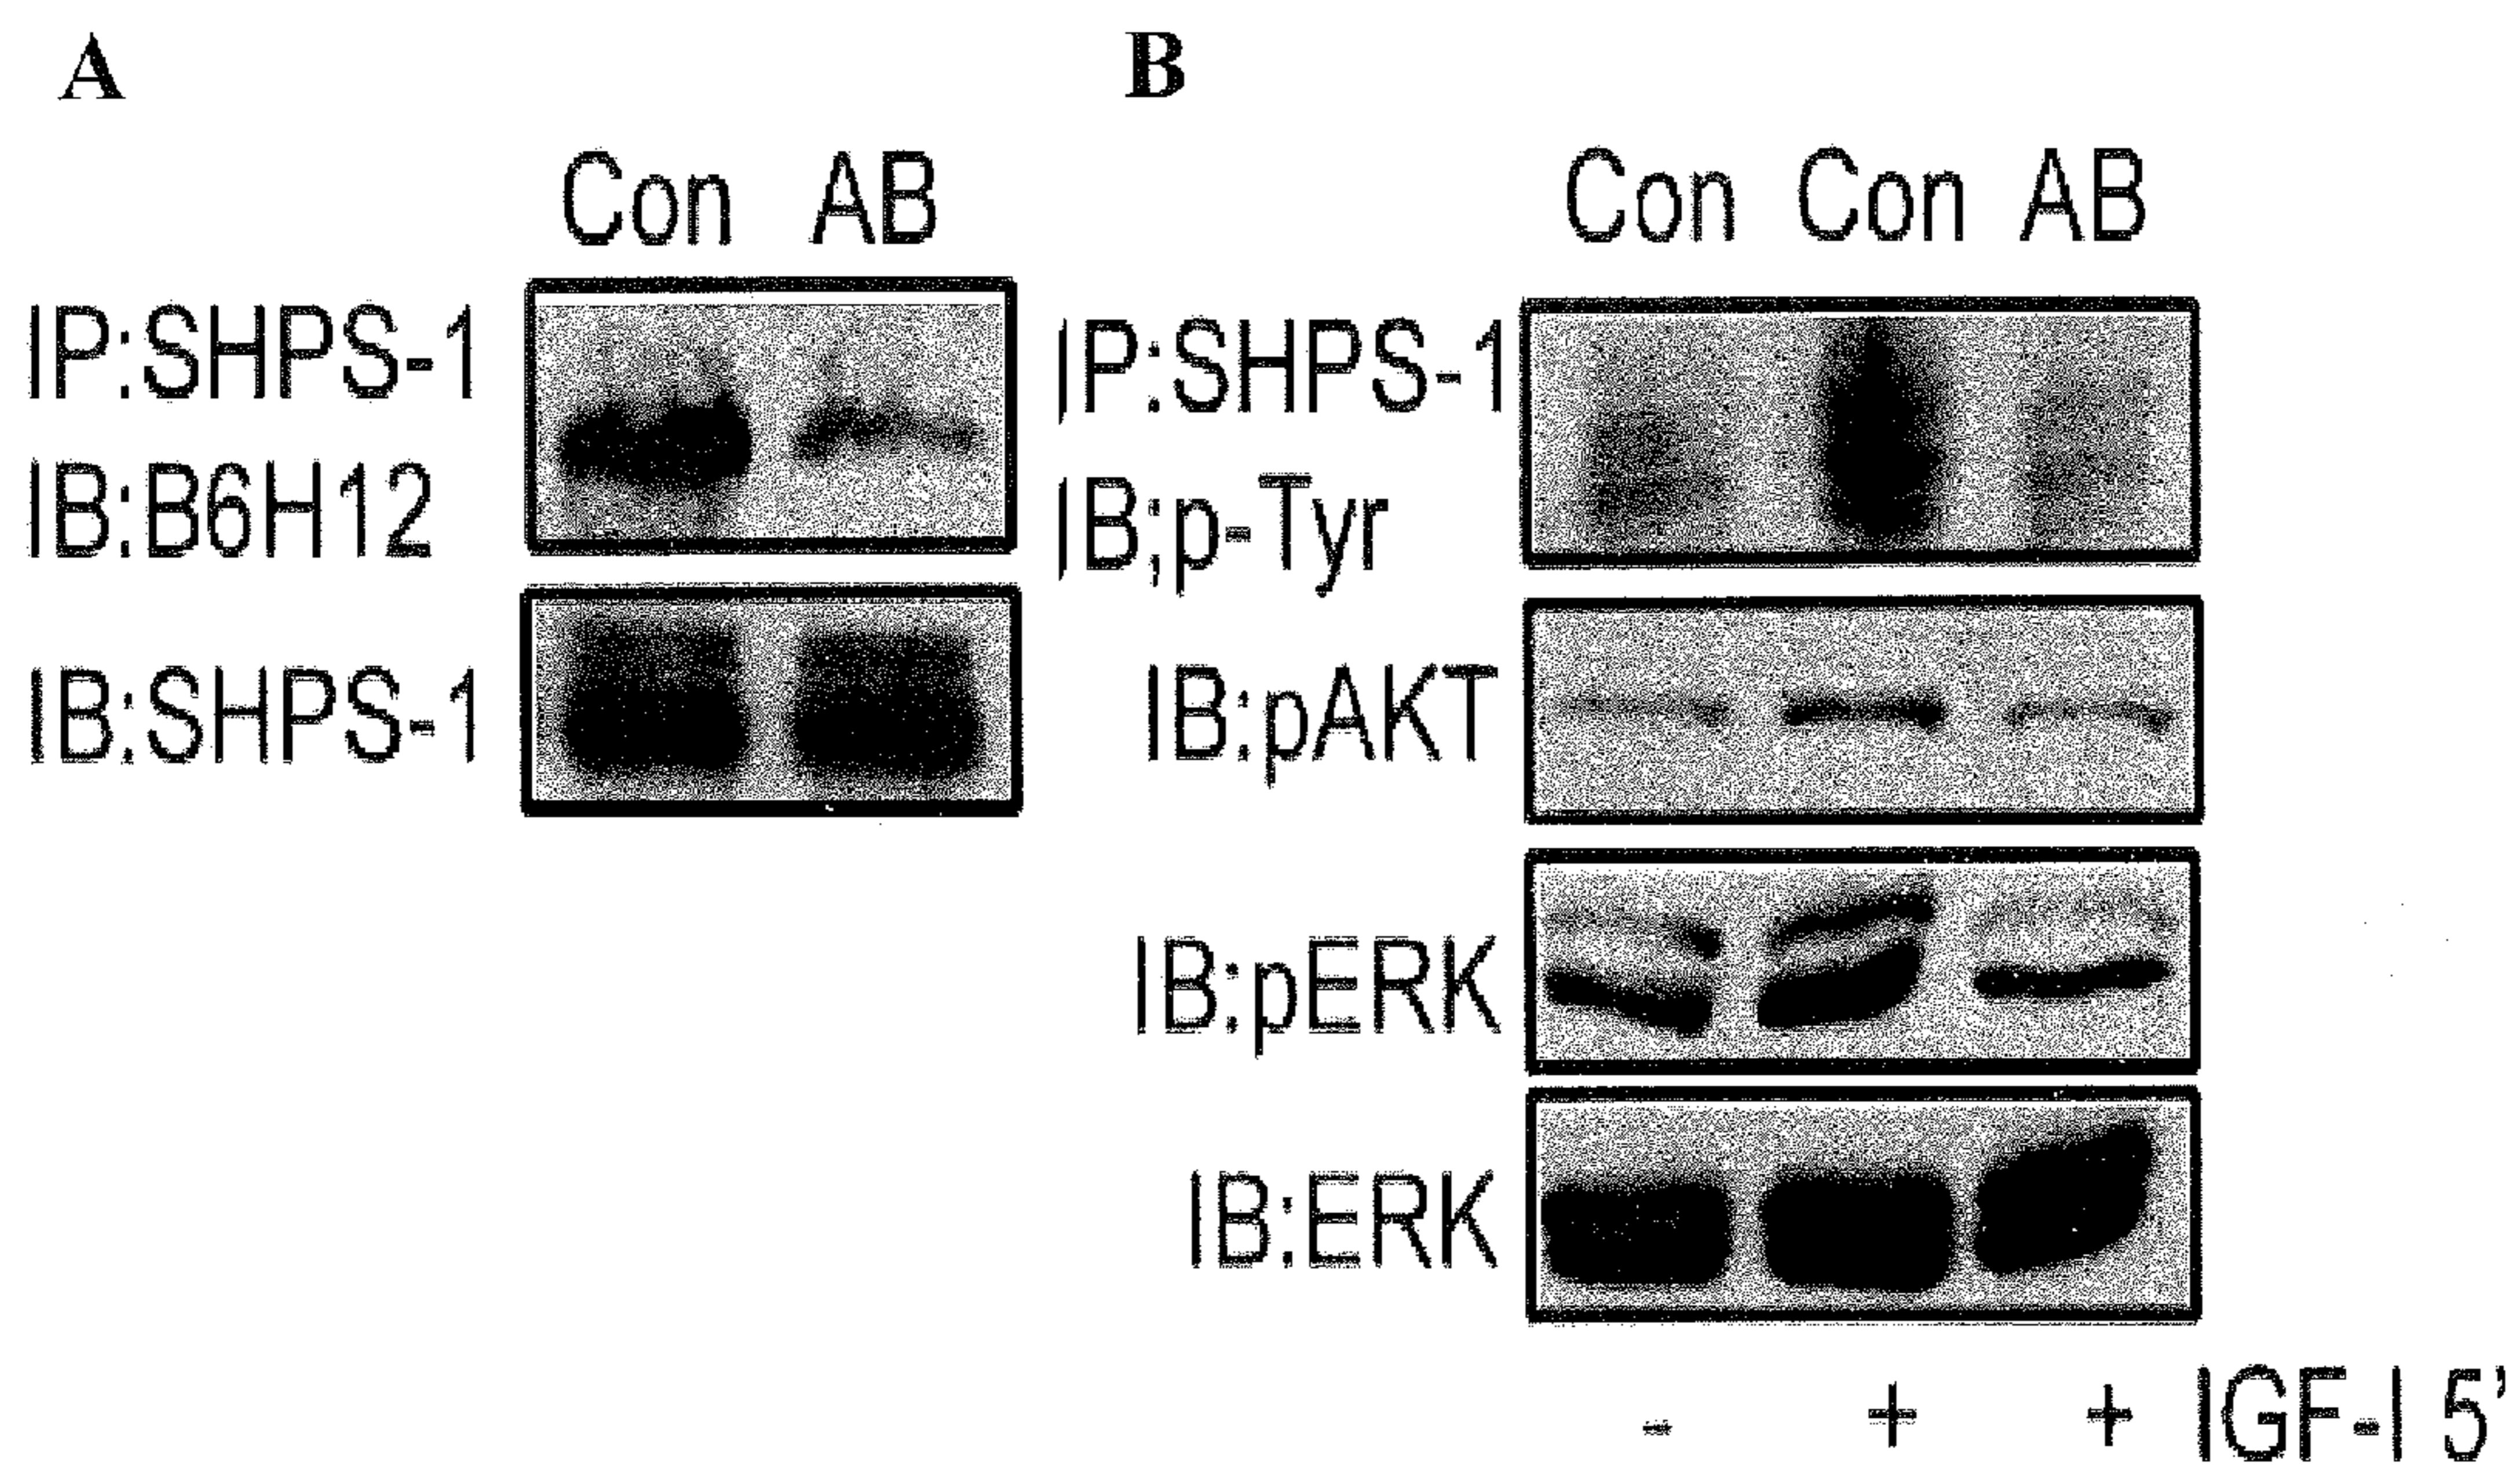 A
Con AB
IP:SHPS-1
IB:B6H12
IB:SHPS-1
B
Con Con AB
IP:SHPS-1
IB;p-Tyr
IB:pAKT
IB:pERK
IB:ERK
- + + IGF-I 5'